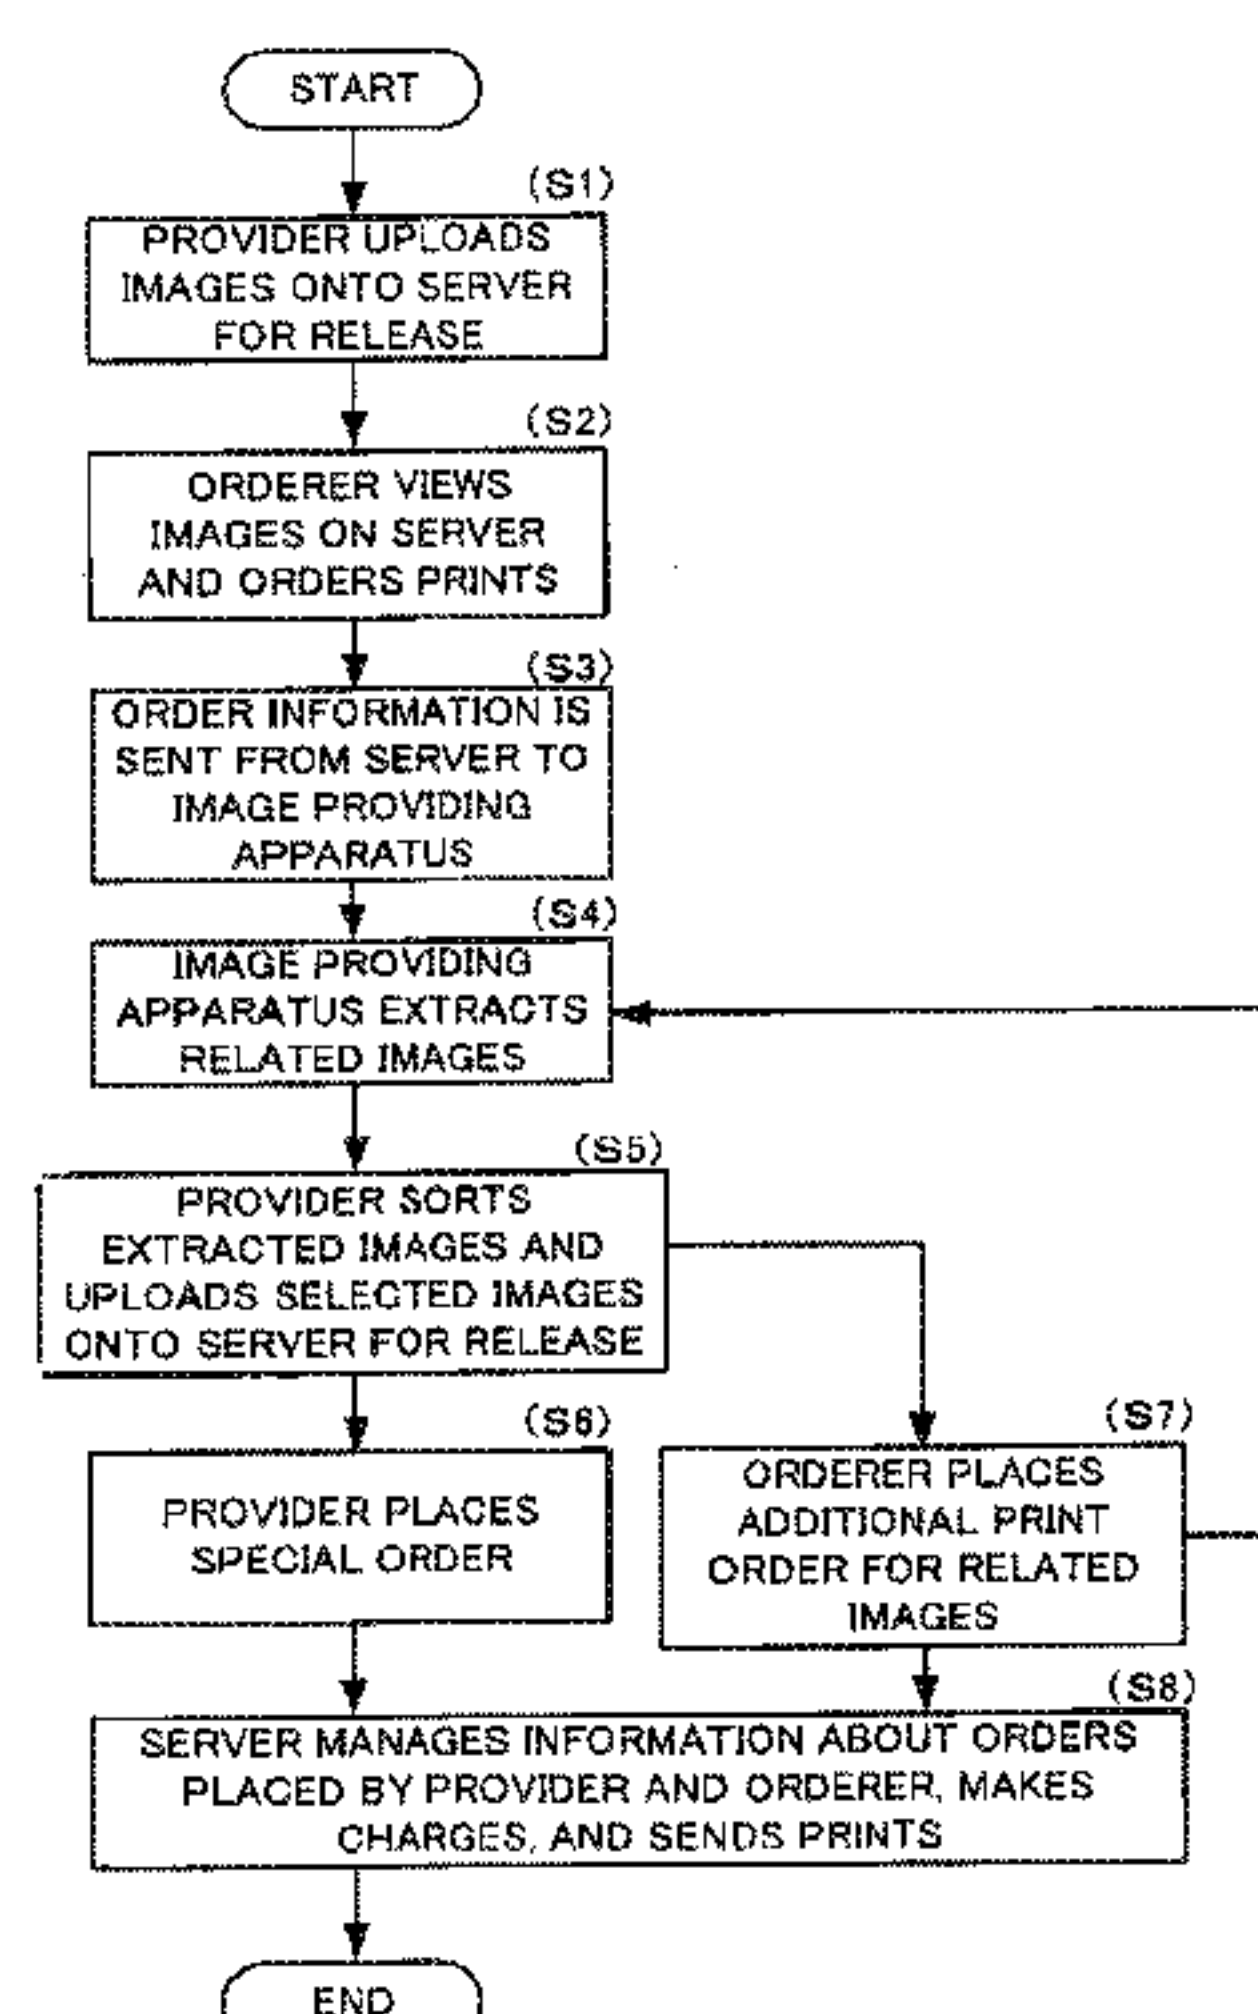 START
(S1)
PROVIDER UPLOADS
IMAGES ONTO SERVER
FOR RELEASE
(S2)
ORDERER VIEWS
IMAGES ON SERVER
AND ORDERS PRINTS
(S3)
ORDER INFORMATION IS
SENT FROM SERVER TO
IMAGE PROVIDING
APPARATUS
(S4)
IMAGE PROVIDING
APPARATUS EXTRACTS
RELATED IMAGES
(S5)
PROVIDER SORTS
EXTRACTED IMAGES AND
UPLOADS SELECTED IMAGES
ONTO SERVER FOR RELEASE
(S6)
PROVIDER PLACES
SPECIAL ORDER
(S7)
ORDERER PLACES
ADDITIONAL PRINT
ORDER FOR RELATED
IMAGES
(S8)
SERVER MANAGES INFORMATION ABOUT ORDERS
PLACED BY PROVIDER AND ORDERER, MAKES
CHARGES, AND SENDS PRINTS
END